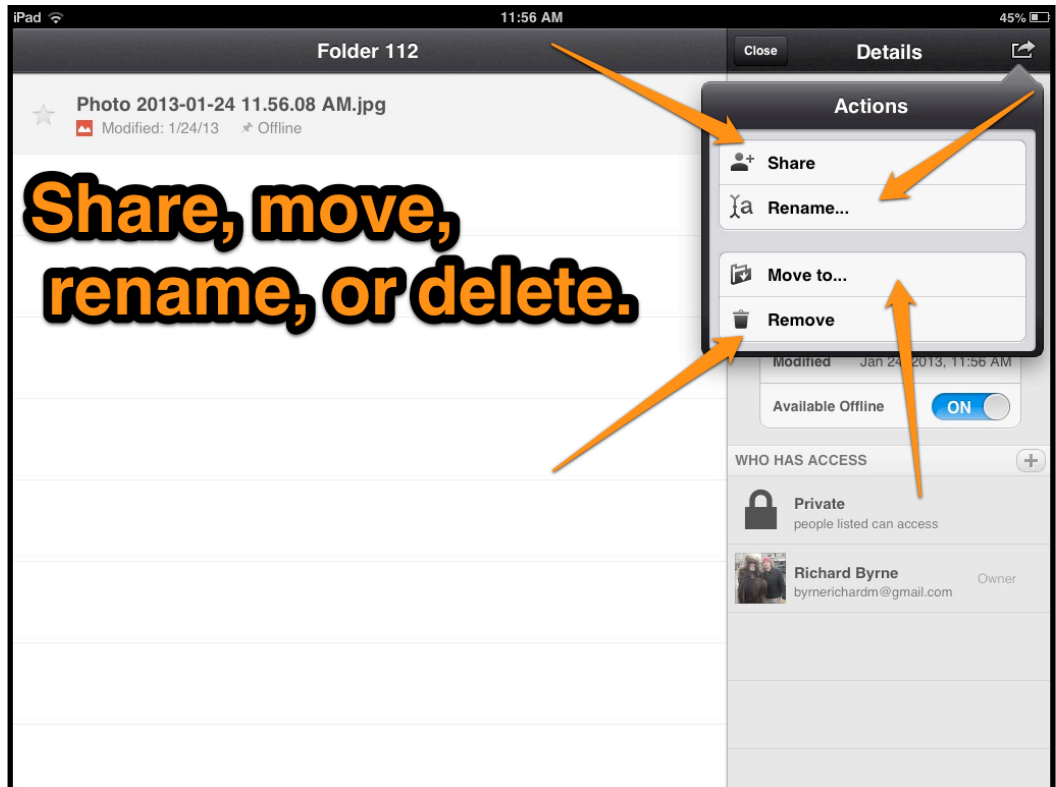 iPad 11:56 AM 45%
Folder 112
Close Details
Photo 2013-01-24 11.56.08 AM.jpg
Modified: 1/24/13 Offline
Share, move,
rename, or delete.
Actions
Share
Rename...
Move to...
Remove
Modified Jan 24, 2013, 11:56 AM
Available Offline ON
WHO HAS ACCESS
Private
people listed can access
Richard Byrne Owner
byrnerichardm@gmail.com